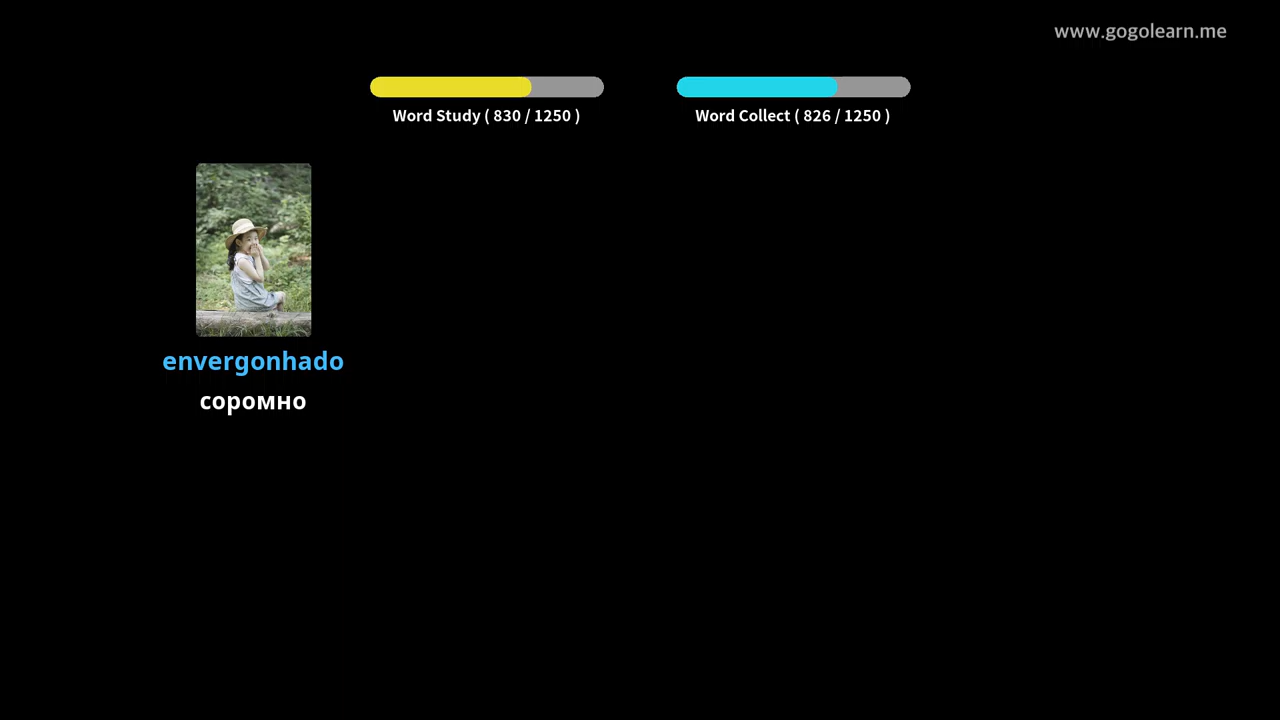 www.gogolearn.me
Word Study ( 830 / 1250 )
Word Collect ( 826 / 1250 )
envergonhado
соромно